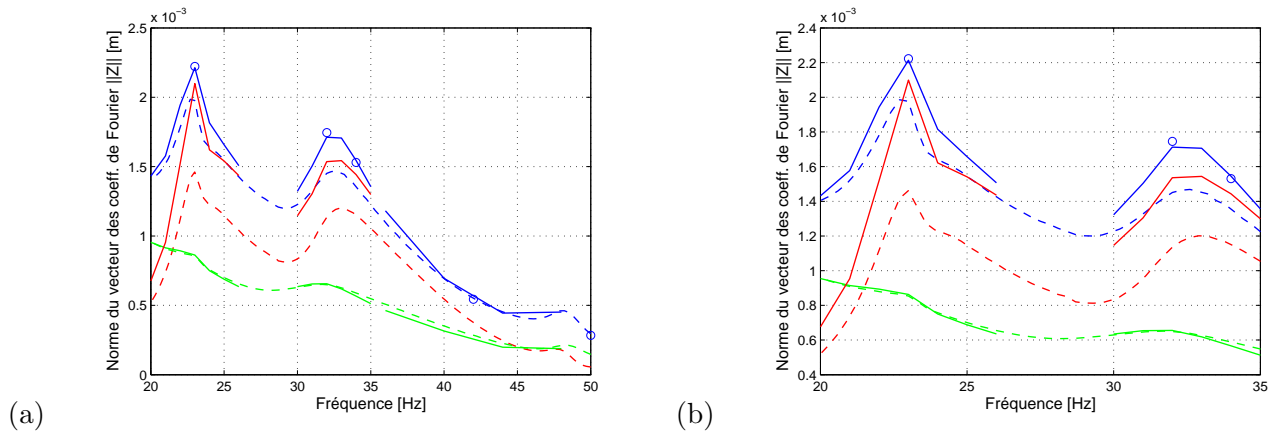 x 10⁻³
2.5
2
1.5
1
0.5
0
20 25 30 35 40 45 50
Norme du vecteur des coeff. de Fourier ||Z|| [m]
Fréquence [Hz]
(a)
x 10⁻³
2.4
2.2
2
1.8
1.6
1.4
1.2
1
0.8
0.6
0.4
20 25 30 35
Norme du vecteur des coeff. de Fourier ||Z|| [m]
Fréquence [Hz]
(b)